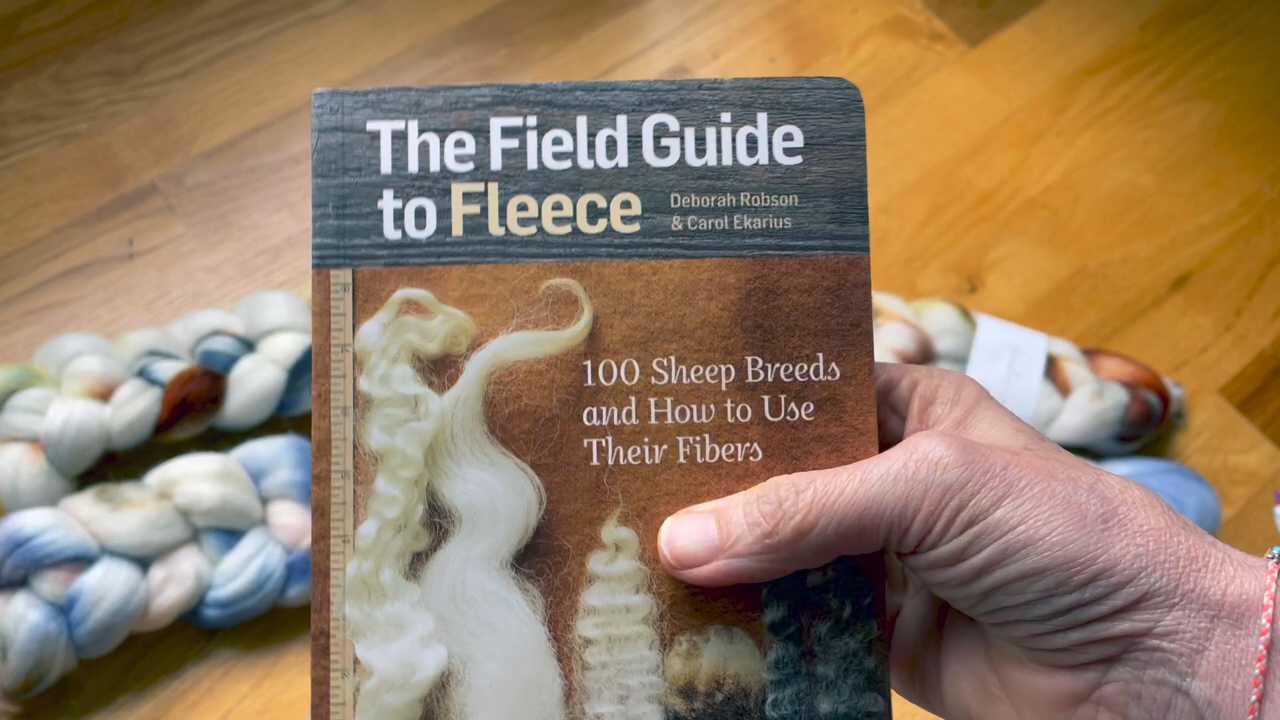 The Field Guide
to Fleece
Deborah Robson
& Carol Ekarius
100 Sheep Breeds
and How to Use
Their Fibers